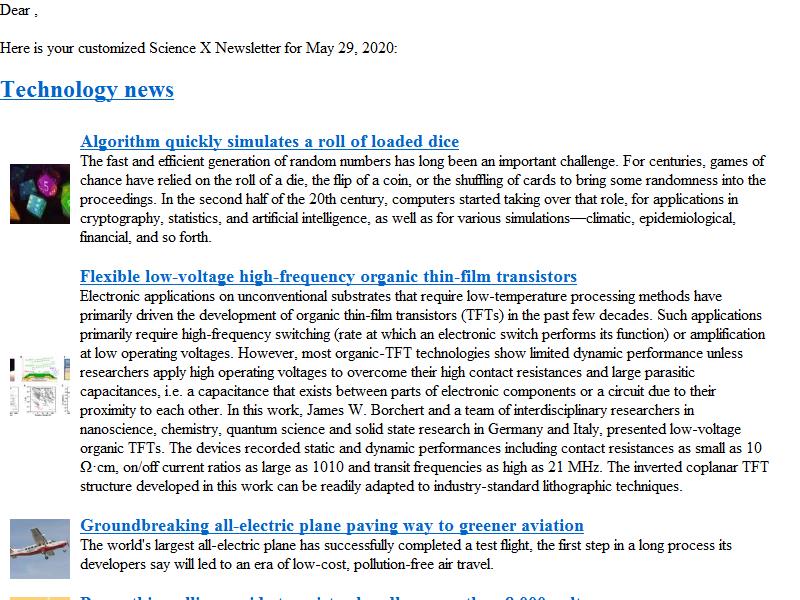 Dear ,
Here is your customized Science X Newsletter for May 29, 2020:
Technology news
Algorithm quickly simulates a roll of loaded dice
The fast and efficient generation of random numbers has long been an important challenge. For centuries, games of
chance have relied on the roll of a die, the flip of a coin, or the shuffling of cards to bring some randomness into the
proceedings. In the second half of the 20th century, computers started taking over that role, for applications in
cryptography, statistics, and artificial intelligence, as well as for various simulations—climatic, epidemiological,
financial, and so forth.
Flexible low-voltage high-frequency organic thin-film transistors
Electronic applications on unconventional substrates that require low-temperature processing methods have
primarily driven the development of organic thin-film transistors (TFTs) in the past few decades. Such applications
primarily require high-frequency switching (rate at which an electronic switch performs its function) or amplification
at low operating voltages. However, most organic-TFT technologies show limited dynamic performance unless
researchers apply high operating voltages to overcome their high contact resistances and large parasitic
capacitances, i.e. a capacitance that exists between parts of electronic components or a circuit due to their
proximity to each other. In this work, James W. Borchert and a team of interdisciplinary researchers in
nanoscience, chemistry, quantum science and solid state research in Germany and Italy, presented low-voltage
organic TFTs. The devices recorded static and dynamic performances including contact resistances as small as 10
Ω·cm, on/off current ratios as large as 1010 and transit frequencies as high as 21 MHz. The inverted coplanar TFT
structure developed in this work can be readily adapted to industry-standard lithographic techniques.
Groundbreaking all-electric plane paving way to greener aviation
The world's largest all-electric plane has successfully completed a test flight, the first step in a long process its
developers say will led to an era of low-cost, pollution-free air travel.